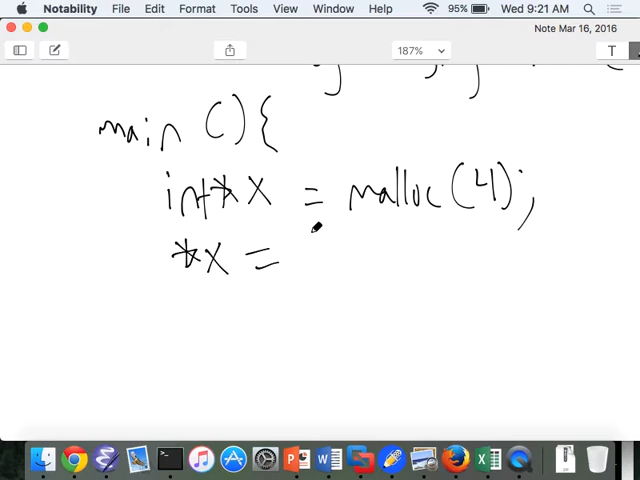 Notability File Edit Format Tools View Window Help 95% Wed 9:21 AM
Note Mar 16, 2016
187% T
main () {
int* x = malloc(4);
*x =